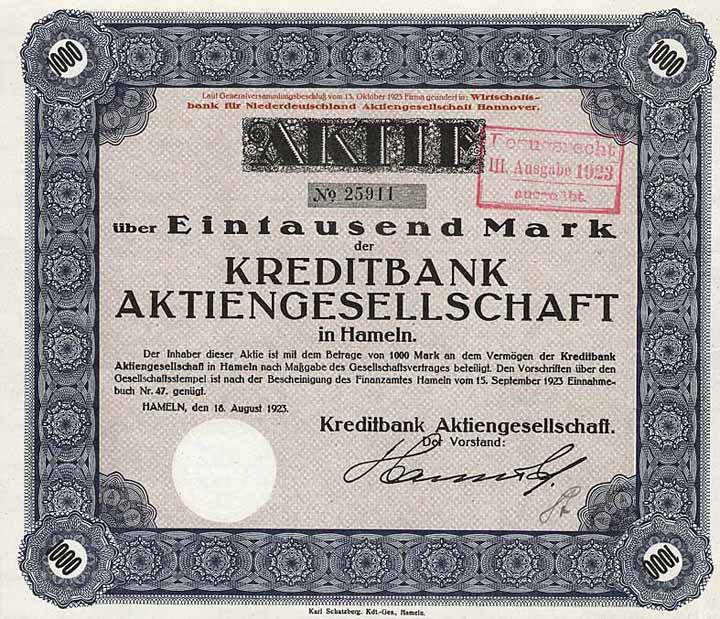 1000
1000
Laut Generalversammlungsbeschluß vom 13. Oktober 1923 Firma geändert in: Wirtschafts-
bank für Niederdeutschland Aktiengesellschaft Hannover.
AKTIE
Bezugsrecht
III. Ausgabe 1923
ausgeübt.
No 25911
über Eintausend Mark
der
KREDITBANK
AKTIENGESELLSCHAFT
in Hameln.
Der Inhaber dieser Aktie ist mit dem Betrage von 1000 Mark an dem Vermögen der Kreditbank
Aktiengesellschaft in Hameln nach Maßgabe des Gesellschaftsvertrages beteiligt. Den Vorschriften über den
Gesellschaftsstempel ist nach der Bescheinigung des Finanzamtes Hameln vom 15. September 1923 Einnahme-
buch Nr. 47. genügt.
HAMELN, den 18. August 1923.
Kreditbank Aktiengesellschaft.
Der Vorstand:
1000
1000
Karl Schatzberg. Kdt.-Ges., Hameln.